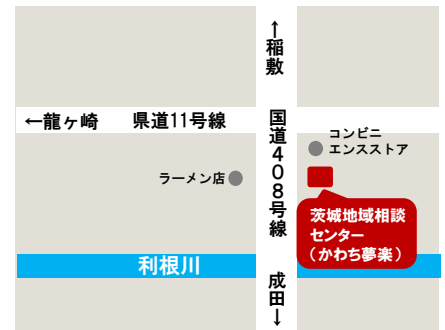 ↑稲敷
←龍ヶ崎　県道11号線
国道408号線
コンビニ
エンスストア
ラーメン店
茨城地域相談
センター
（かわち夢楽）
利根川
成田↓